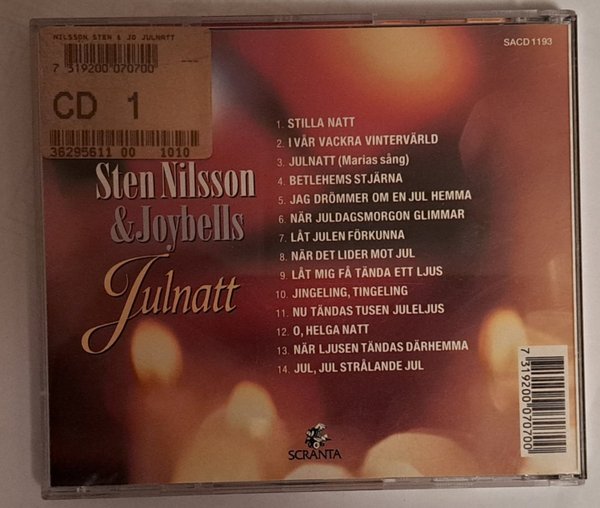 NILSSON STEN & JO JULNATT
7 319200 070700
CD 1
36295611 00 1010
SACD 1193
Sten Nilsson
& Joybells
Julnatt
1. STILLA NATT
2. I VÅR VACKRA VINTERVÄRLD
3. JULNATT (Marias sång)
4. BETLEHEMS STJÄRNA
5. JAG DRÖMMER OM EN JUL HEMMA
6. NÄR JULDAGSMORGON GLIMMAR
7. LÅT JULEN FÖRKUNNA
8. NÄR DET LIDER MOT JUL
9. LÅT MIG FÅ TÄNDA ETT LJUS
10. JINGELING, TINGELING
11. NU TÄNDAS TUSEN JULELJUS
12. O, HELGA NATT
13. NÄR LJUSEN TÄNDAS DÄRHEMMA
14. JUL, JUL STRÅLANDE JUL
7 319200 070700
SCRANTA